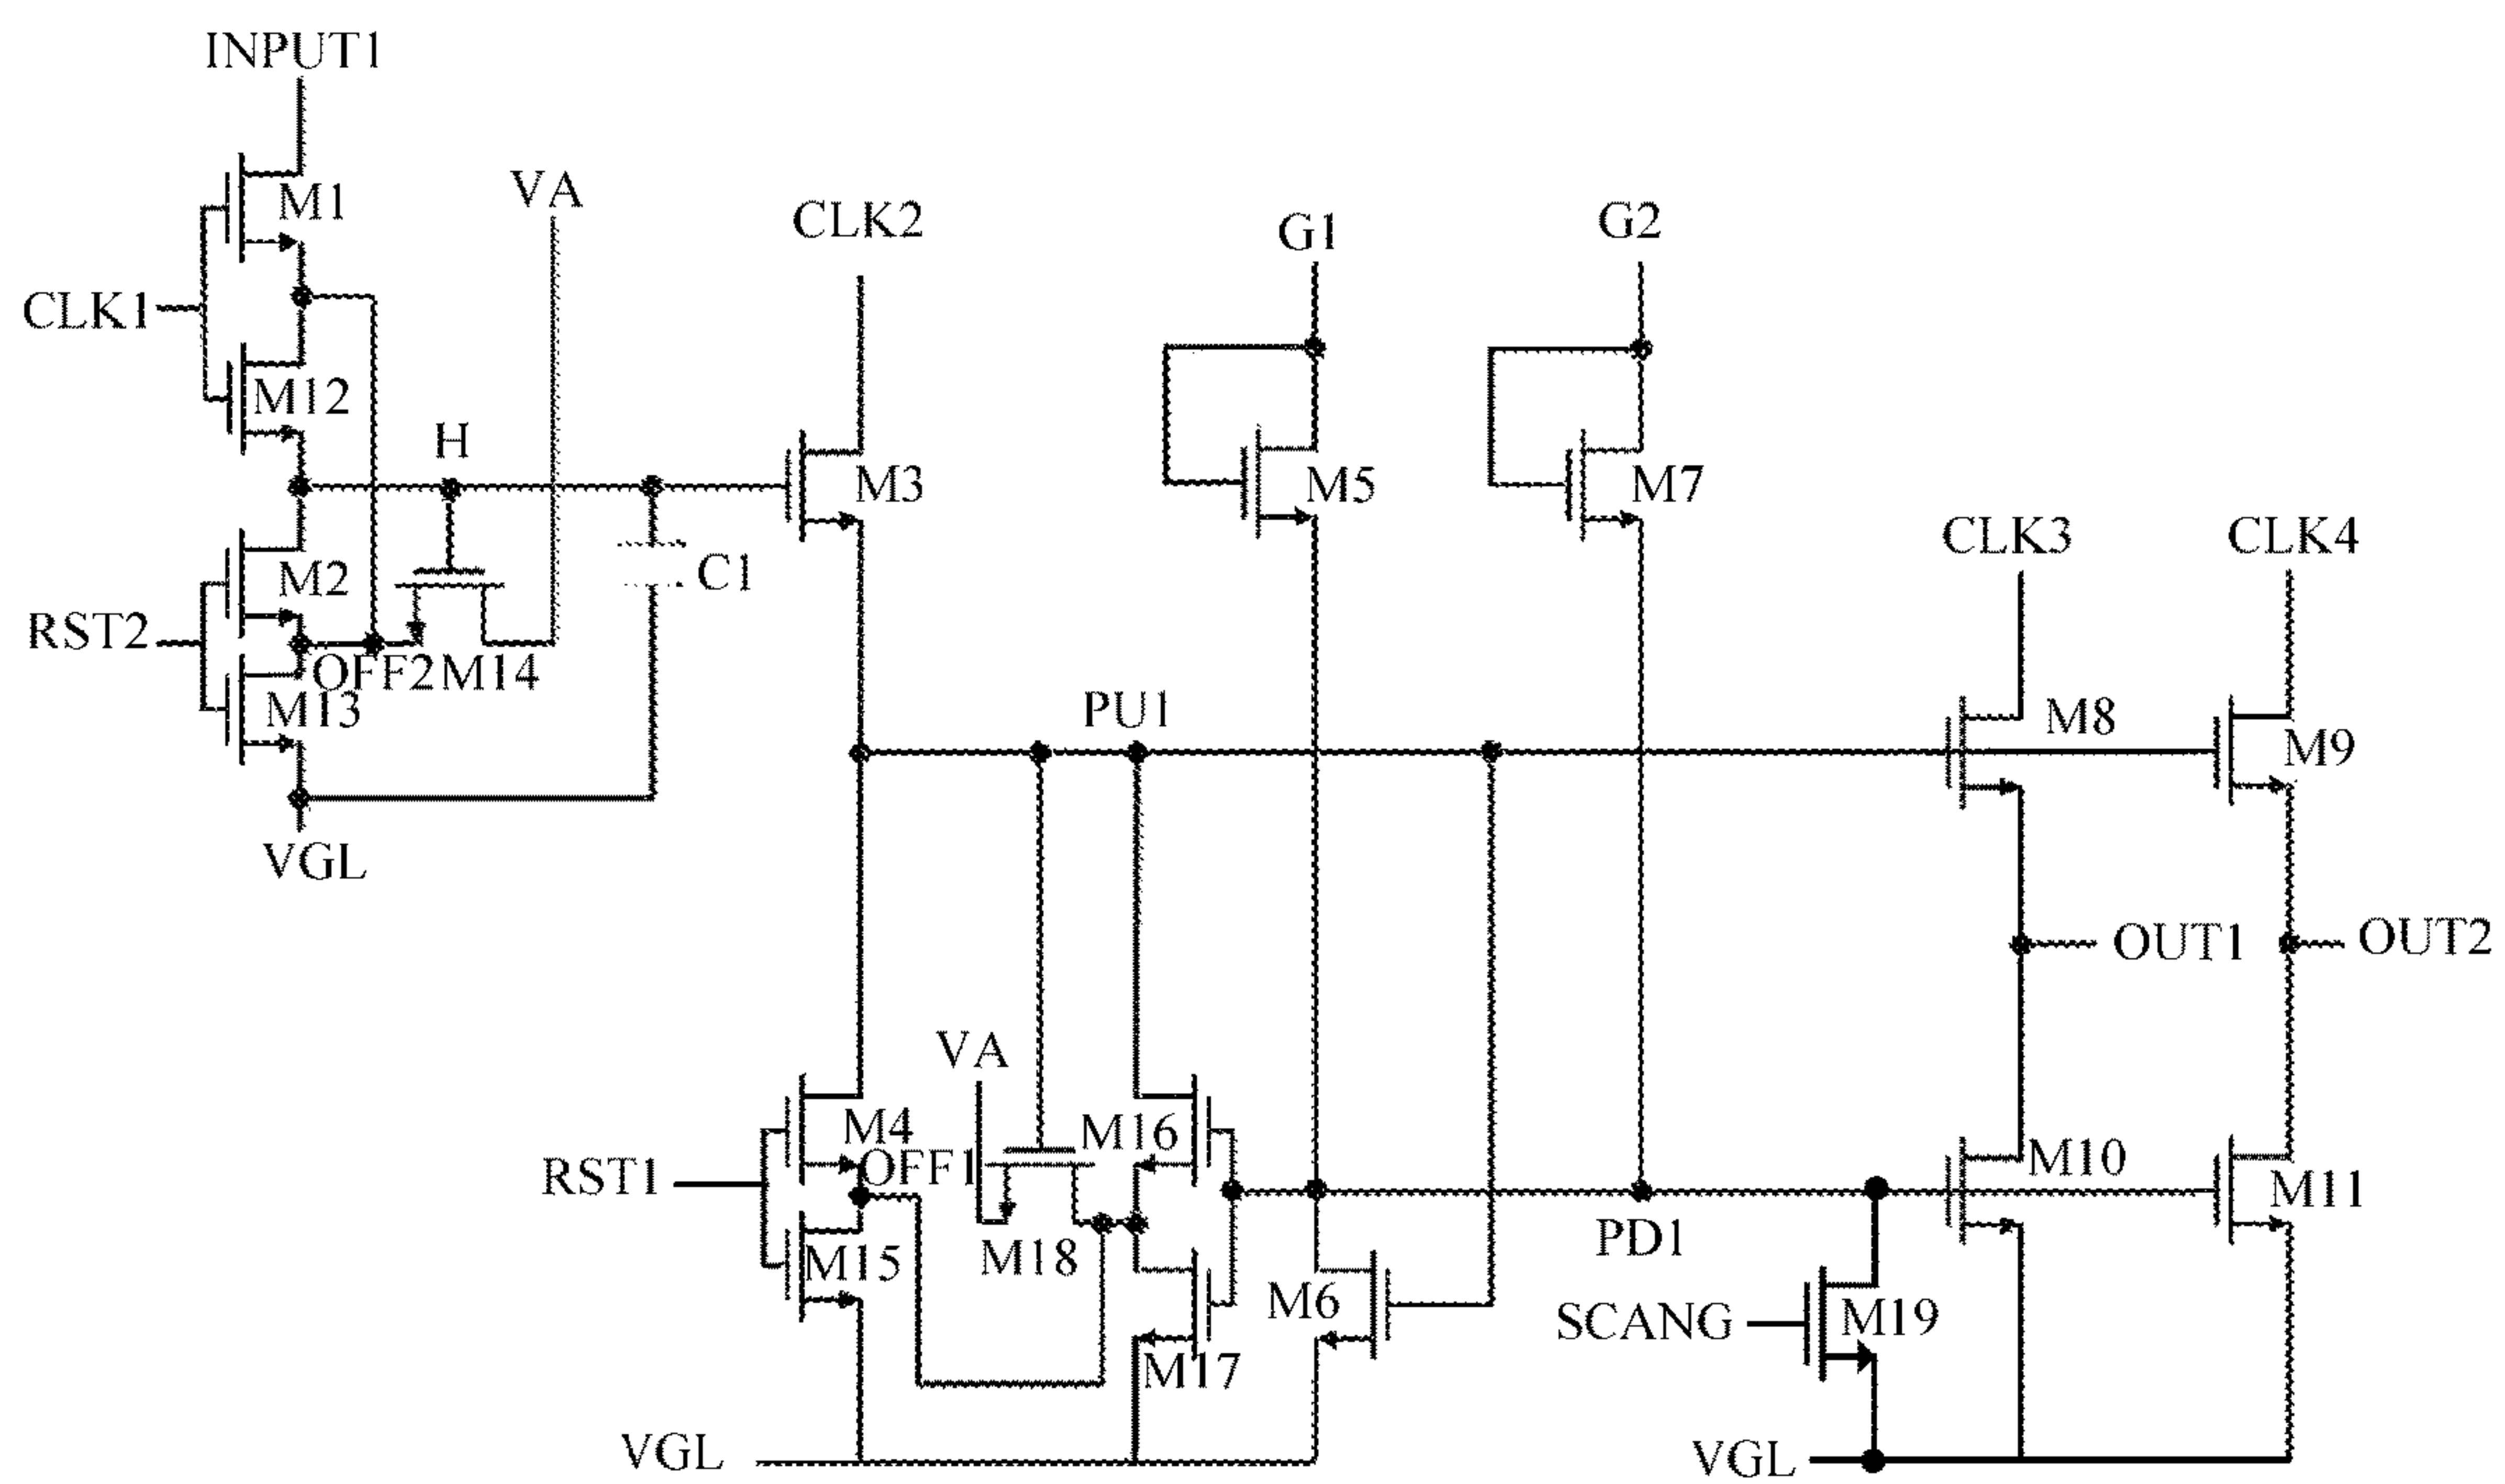 INPUT1
M1
VA
CLK2
G1
G2
CLK1
M12
H
M3
M5
M7
CLK3
CLK4
M2
C1
RST2
OFF2
M14
M13
PU1
M8
M9
VGL
OUT1
OUT2
VA
M4
M16
OFF1
RST1
M10
M11
M15
M18
PD1
M6
SCANG
M19
M17
VGL
VGL